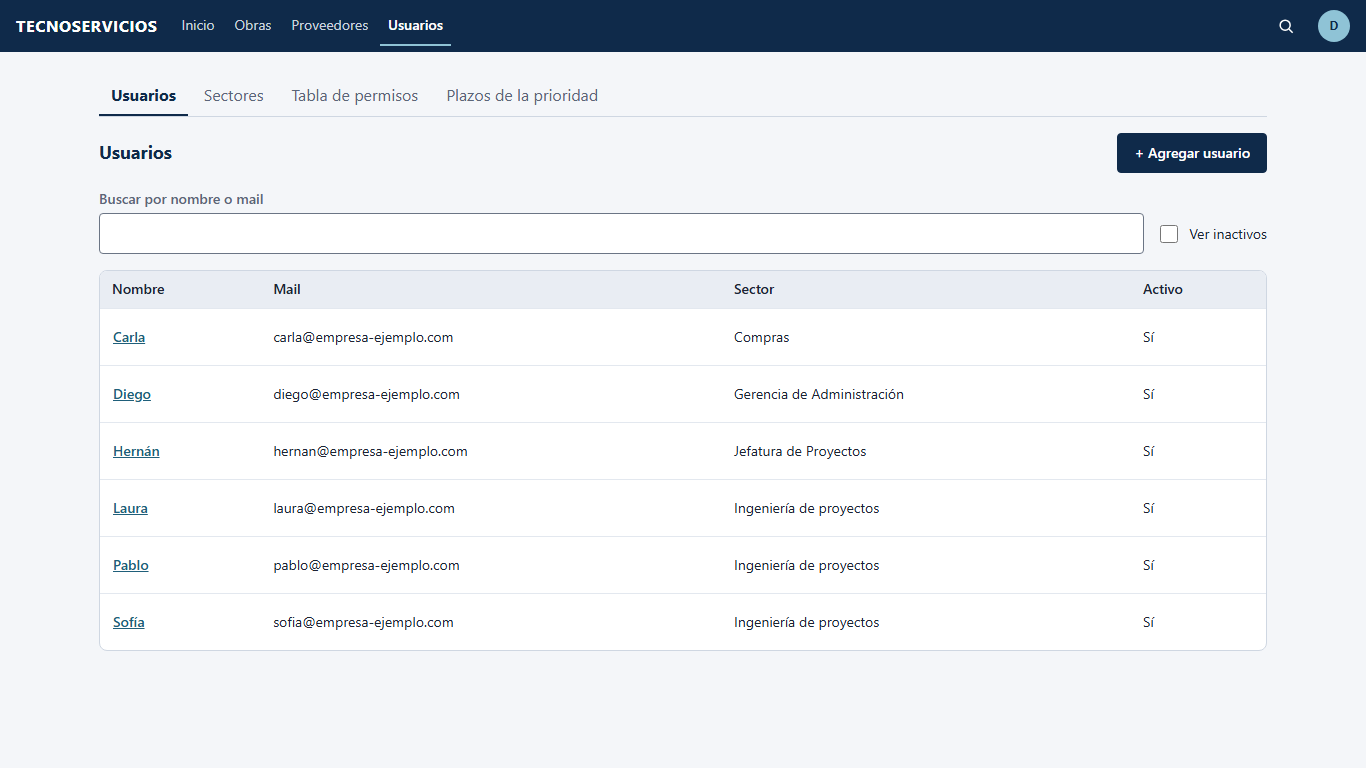 TECNOSERVICIOS Inicio Obras Proveedores Usuarios D
Usuarios Sectores Tabla de permisos Plazos de la prioridad
Usuarios + Agregar usuario
Buscar por nombre o mail
Ver inactivos
Nombre Mail Sector Activo
Carla carla@empresa-ejemplo.com Compras Sí
Diego diego@empresa-ejemplo.com Gerencia de Administración Sí
Hernán hernan@empresa-ejemplo.com Jefatura de Proyectos Sí
Laura laura@empresa-ejemplo.com Ingeniería de proyectos Sí
Pablo pablo@empresa-ejemplo.com Ingeniería de proyectos Sí
Sofía sofia@empresa-ejemplo.com Ingeniería de proyectos Sí